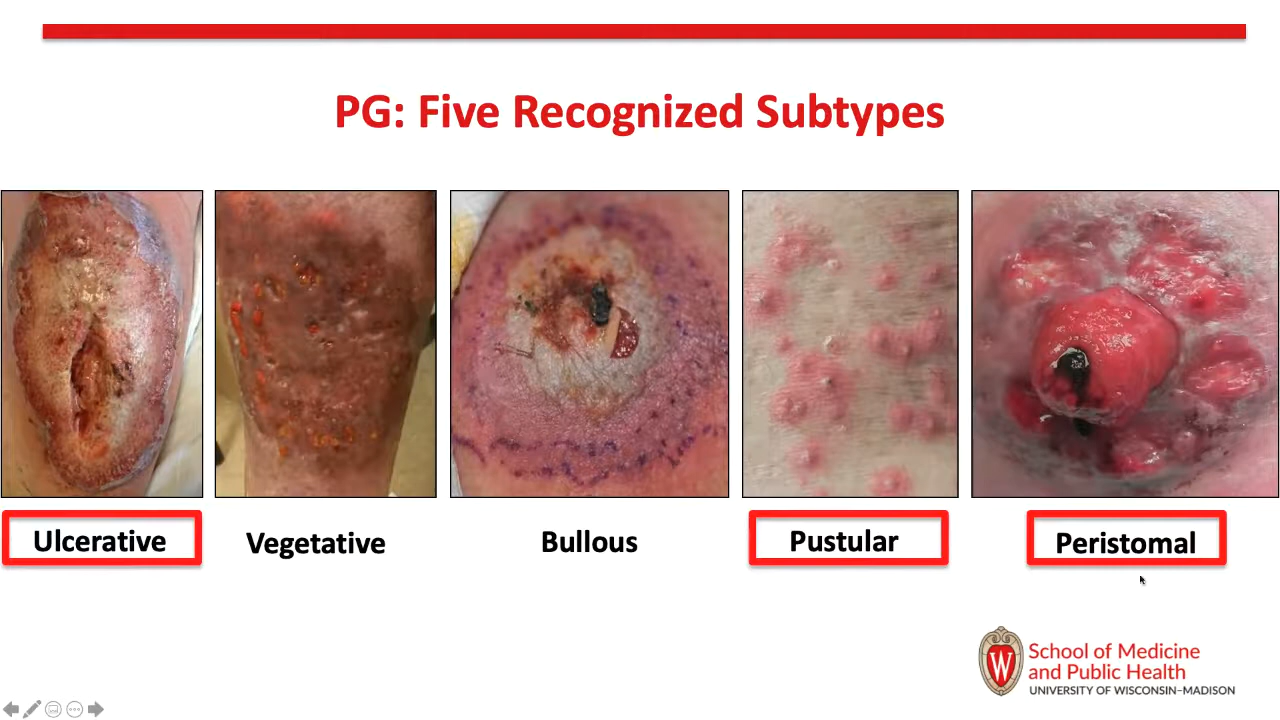 PG: Five Recognized Subtypes
Ulcerative
Vegetative
Bullous
Pustular
Peristomal
W
School of Medicine
and Public Health
UNIVERSITY OF WISCONSIN–MADISON